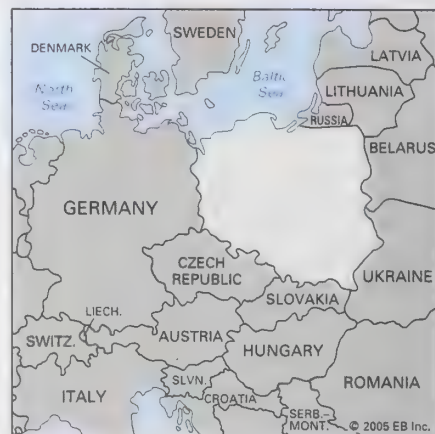 SWEDEN
DENMARK
North
Sea
Baltic
Sea
LATVIA
LITHUANIA
RUSSIA
BELARUS
GERMANY
CZECH
REPUBLIC
UKRAINE
SLOVAKIA
LIECH.
SWITZ.
AUSTRIA
HUNGARY
ITALY
SLVN.
CROATIA
ROMANIA
SERB.–
MONT.
© 2005 EB Inc.